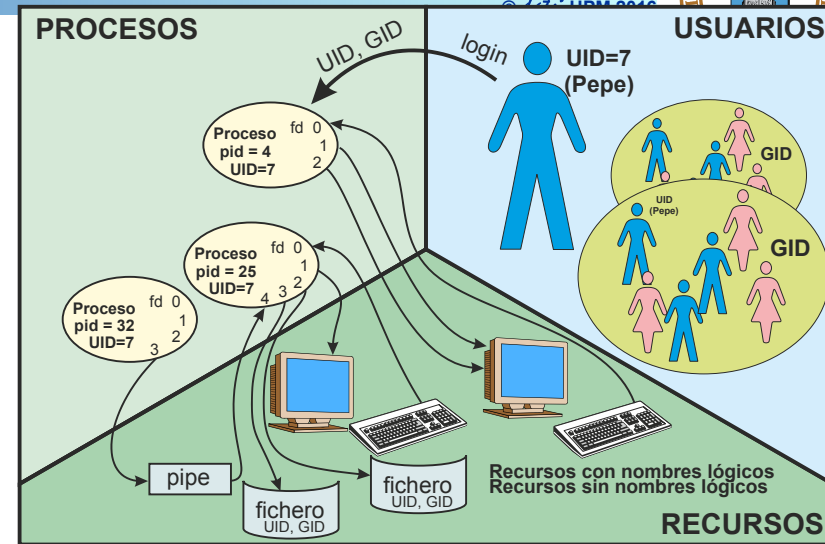 UPM 2016
PROCESOS
USUARIOS
UID, GID
login
UID=7
(Pepe)
Proceso
pid = 4
UID=7
fd 0
1
2
GID
UID
(Pepe)
GID
Proceso
pid = 25
UID=7
fd 0
1
2
3
4
Proceso
pid = 32
UID=7
fd 0
1
2
3
pipe
fichero
UID, GID
fichero
UID, GID
Recursos con nombres lógicos
Recursos sin nombres lógicos
RECURSOS